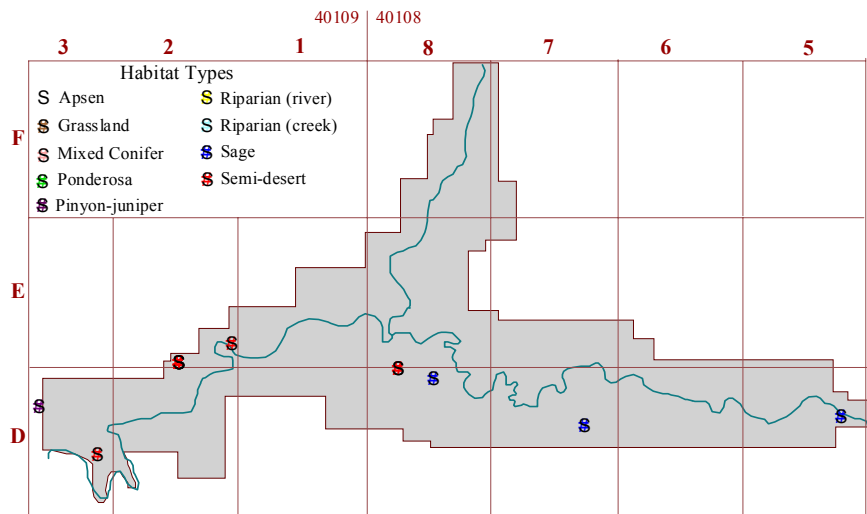 40109 40108
3 2 1 8 7 6 5
Habitat Types
S Apsen S Riparian (river)
S Grassland S Riparian (creek)
S Mixed Conifer S Sage
S Ponderosa S Semi-desert
S Pinyon-juniper
F
E
S
S
S
S
S
D
S
S
S